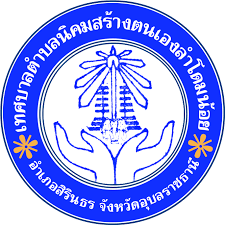 เทศบาลตำบลนิคมสร้างตนเองลำโดมน้อย
อำเภอสิรินธร จังหวัดอุบลราชธานี